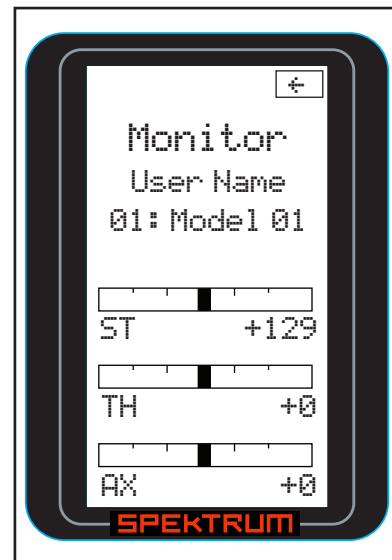 ←
Monitor
User Name
01: Model 01
ST +129
TH +0
AX +0
SPEKTRUM